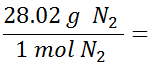 28.02 g N₂
1 mol N₂ =